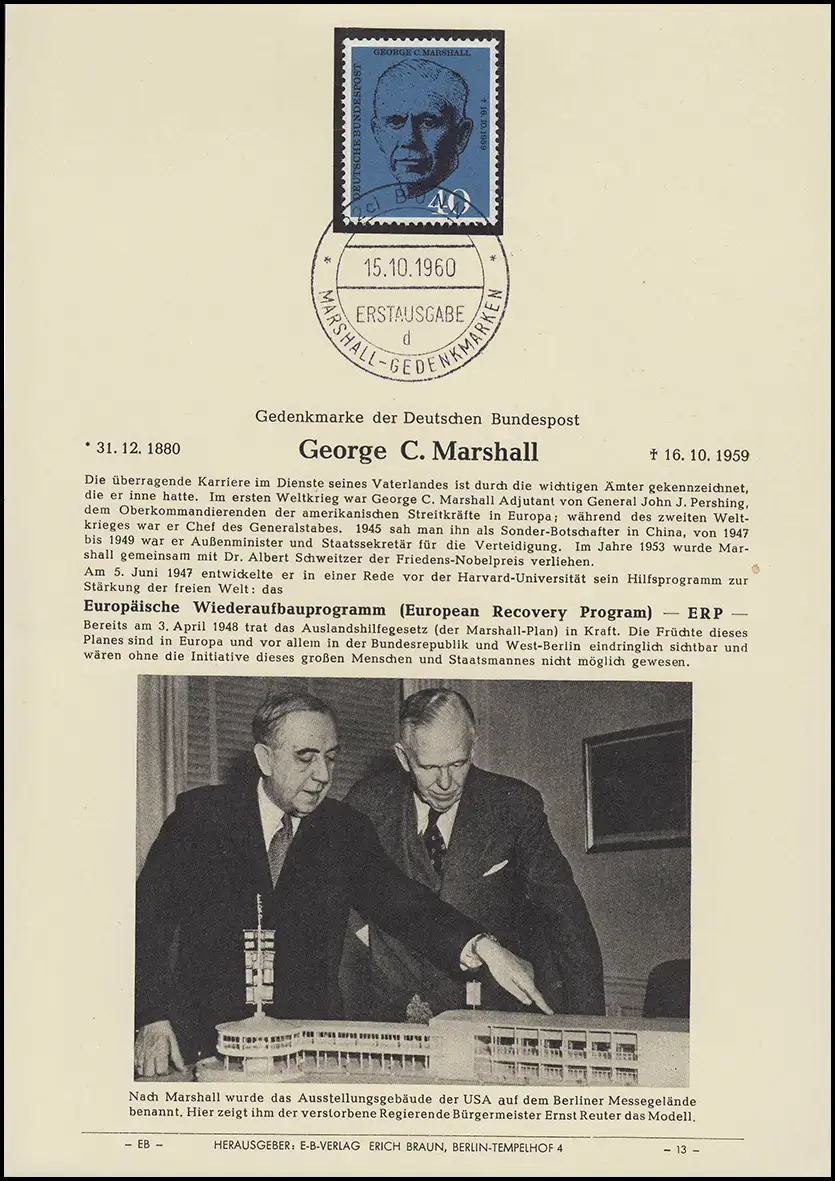 GEORGE C. MARSHALL
DEUTSCHE BUNDESPOST
† 16.10.1959
40
BONN
15.10.1960
ERSTAUSGABE
d
* MARSHALL-GEDENKMARKEN *
Gedenkmarke der Deutschen Bundespost
* 31. 12. 1880 George C. Marshall † 16. 10. 1959
Die überragende Karriere im Dienste seines Vaterlandes ist durch die wichtigen Ämter gekennzeichnet,
die er inne hatte. Im ersten Weltkrieg war George C. Marshall Adjutant von General John J. Pershing,
dem Oberkommandierenden der amerikanischen Streitkräfte in Europa; während des zweiten Welt-
krieges war er Chef des Generalstabes. 1945 sah man ihn als Sonder-Botschafter in China, von 1947
bis 1949 war er Außenminister und Staatssekretär für die Verteidigung. Im Jahre 1953 wurde Mar-
shall gemeinsam mit Dr. Albert Schweitzer der Friedens-Nobelpreis verliehen.
Am 5. Juni 1947 entwickelte er in einer Rede vor der Harvard-Universität sein Hilfsprogramm zur
Stärkung der freien Welt: das
Europäische Wiederaufbauprogramm (European Recovery Program) — ERP —
Bereits am 3. April 1948 trat das Auslandshilfegesetz (der Marshall-Plan) in Kraft. Die Früchte dieses
Planes sind in Europa und vor allem in der Bundesrepublik und West-Berlin eindringlich sichtbar und
wären ohne die Initiative dieses großen Menschen und Staatsmannes nicht möglich gewesen.
Nach Marshall wurde das Ausstellungsgebäude der USA auf dem Berliner Messegelände
benannt. Hier zeigt ihm der verstorbene Regierende Bürgermeister Ernst Reuter das Modell.
– EB – HERAUSGEBER: E-B-VERLAG ERICH BRAUN, BERLIN-TEMPELHOF 4 – 13 –